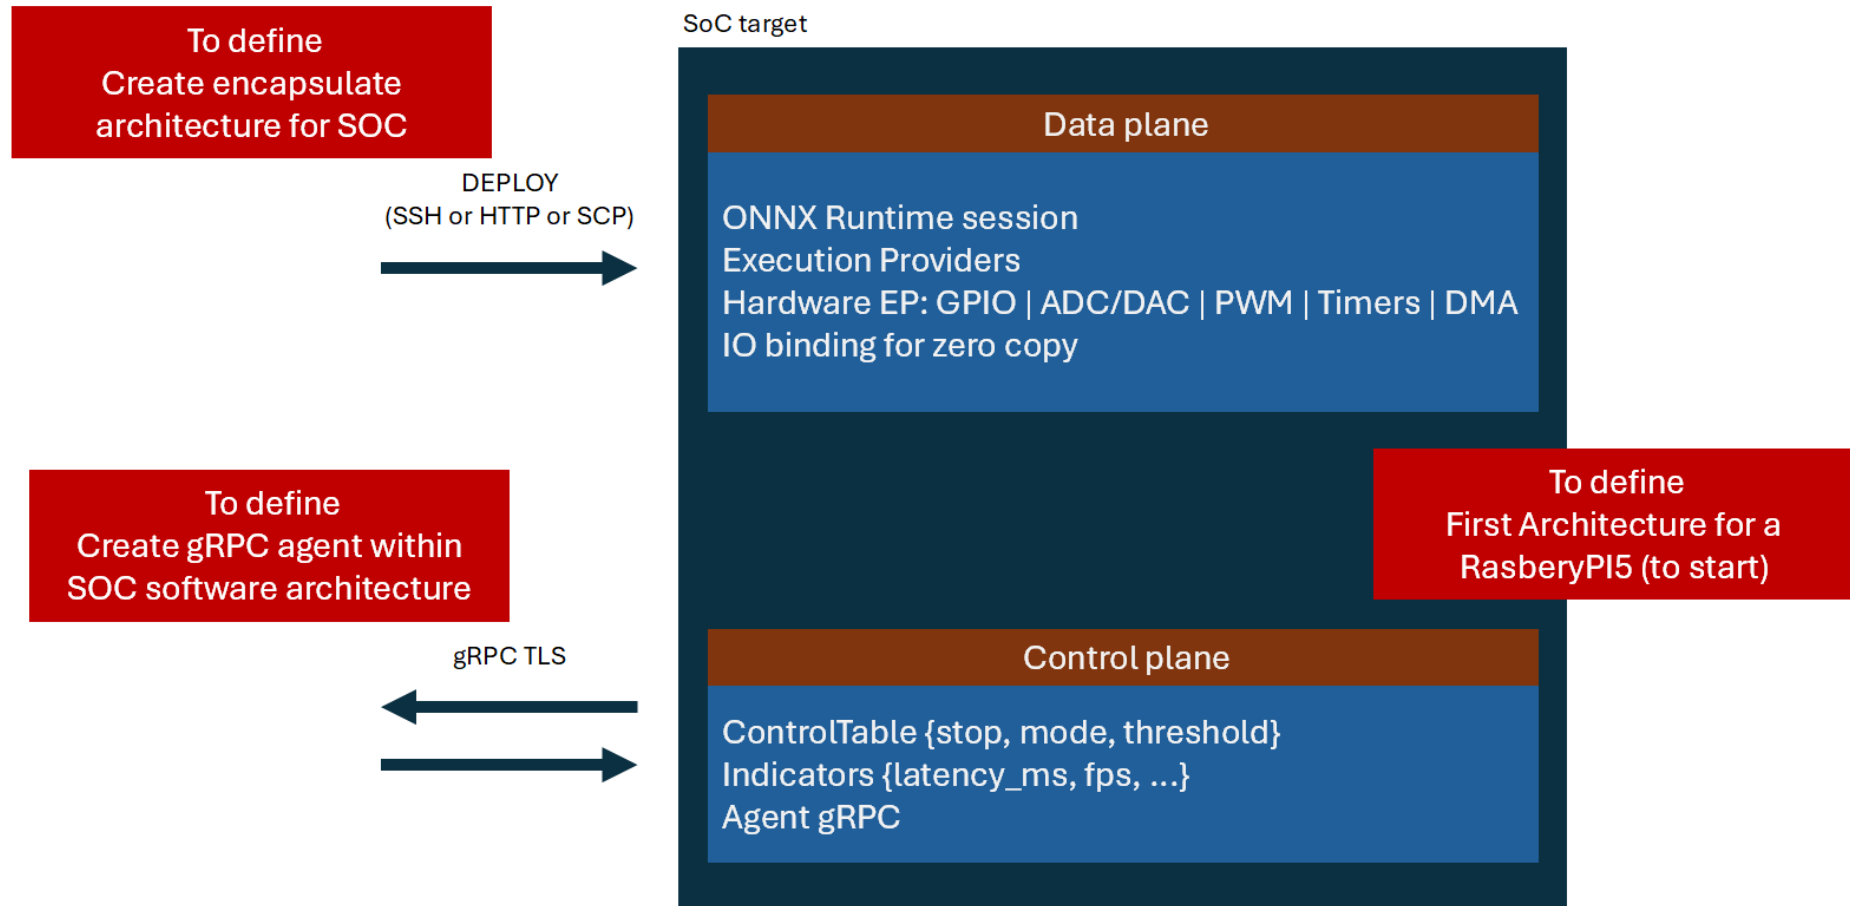 SoC target
To define
Create encapsulate
architecture for SOC
DEPLOY
(SSH or HTTP or SCP)
Data plane
ONNX Runtime session
Execution Providers
Hardware EP: GPIO | ADC/DAC | PWM | Timers | DMA
IO binding for zero copy
To define
Create gRPC agent within
SOC software architecture
To define
First Architecture for a
RasberyPI5 (to start)
gRPC TLS
Control plane
ControlTable {stop, mode, threshold}
Indicators {latency_ms, fps, ...}
Agent gRPC